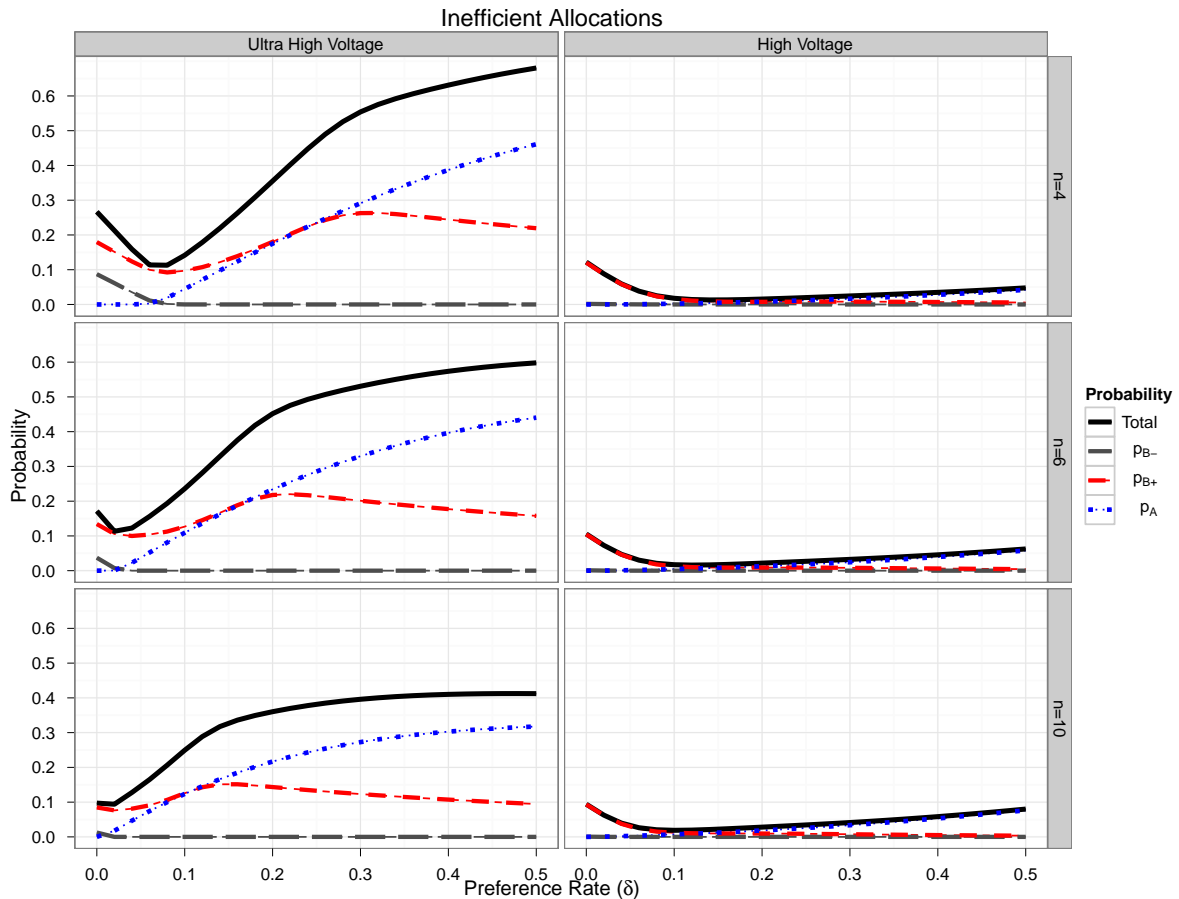 Inefficient Allocations
Ultra High Voltage
High Voltage
0.6
0.5
0.4
0.3
0.2
0.1
0.0
n=4
0.6
0.5
0.4
0.3
0.2
0.1
0.0
n=6
0.6
0.5
0.4
0.3
0.2
0.1
0.0
n=10
Probability
0.0 0.1 0.2 0.3 0.4 0.5
0.0 0.1 0.2 0.3 0.4 0.5
Preference Rate (δ)
Probability
Total
pB−
pB+
pA